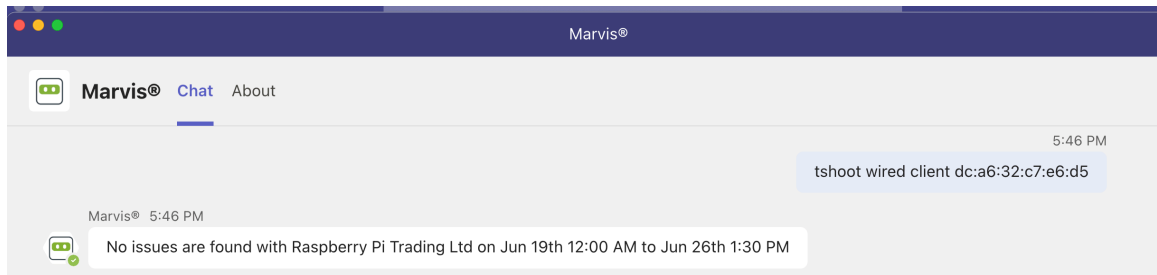 Marvis®
Marvis® Chat About
5:46 PM
tshoot wired client dc:a6:32:c7:e6:d5
Marvis® 5:46 PM
No issues are found with Raspberry Pi Trading Ltd on Jun 19th 12:00 AM to Jun 26th 1:30 PM